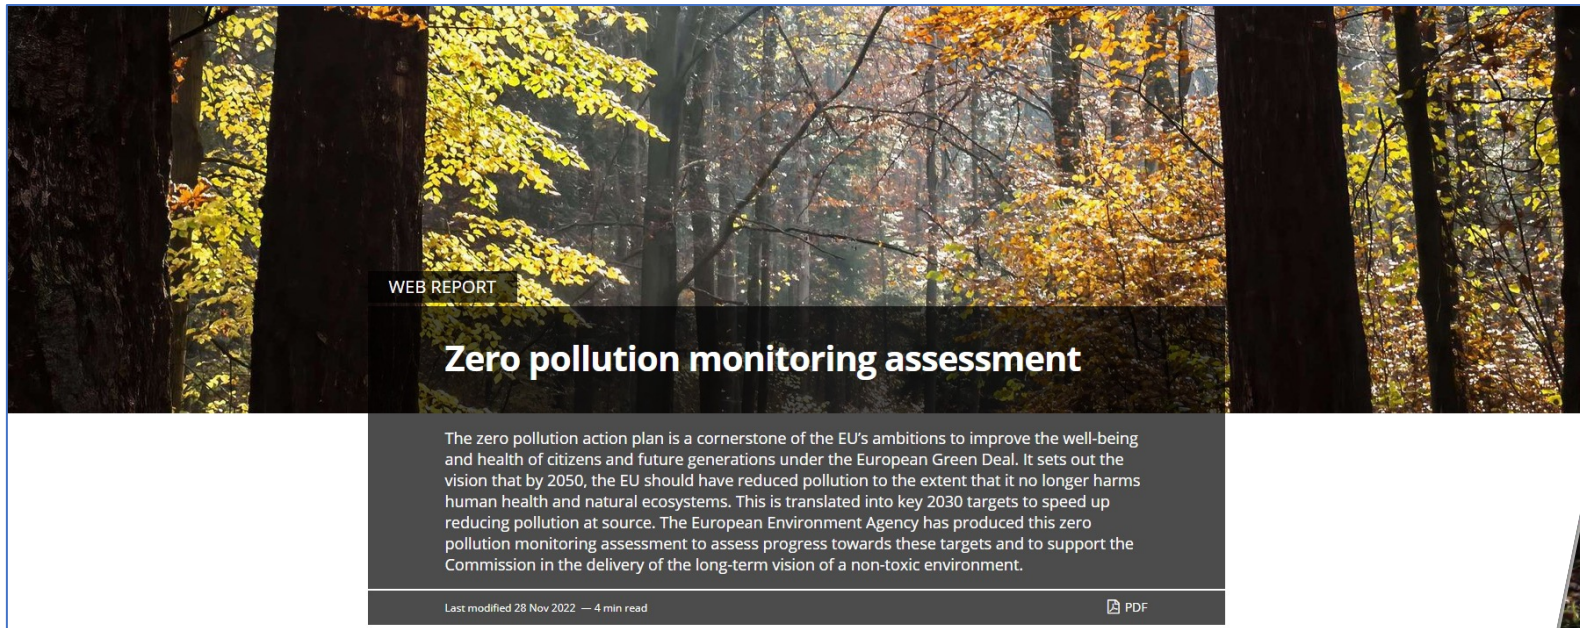 WEB REPORT
Zero pollution monitoring assessment
The zero pollution action plan is a cornerstone of the EU’s ambitions to improve the well-being
and health of citizens and future generations under the European Green Deal. It sets out the
vision that by 2050, the EU should have reduced pollution to the extent that it no longer harms
human health and natural ecosystems. This is translated into key 2030 targets to speed up
reducing pollution at source. The European Environment Agency has produced this zero
pollution monitoring assessment to assess progress towards these targets and to support the
Commission in the delivery of the long-term vision of a non-toxic environment.
Last modified 28 Nov 2022 — 4 min read
PDF